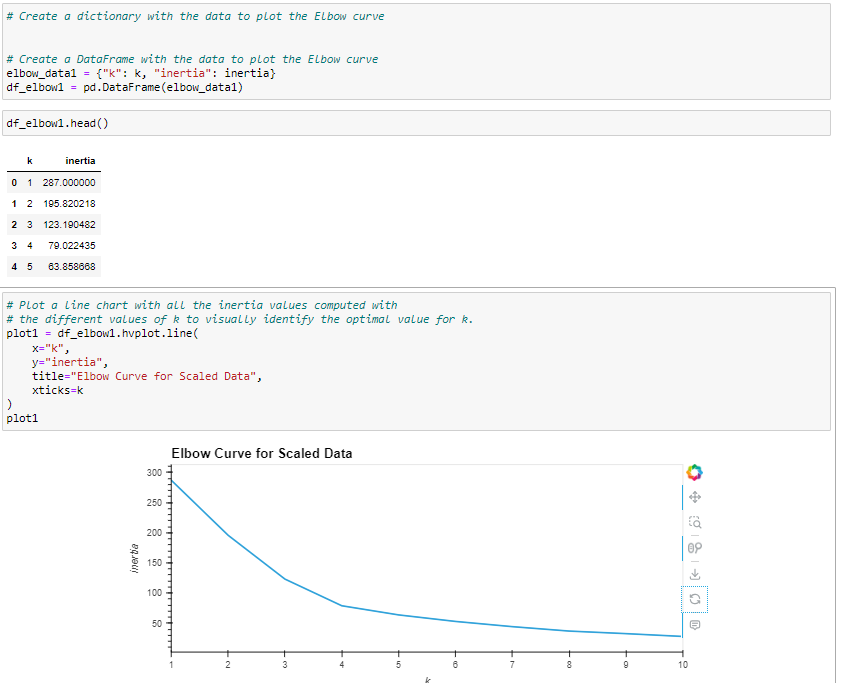 # Create a dictionary with the data to plot the Elbow curve
# Create a DataFrame with the data to plot the Elbow curve
elbow_data1 = {"k": k, "inertia": inertia}
df_elbow1 = pd.DataFrame(elbow_data1)
df_elbow1.head()
k inertia
0 1 287.000000
1 2 195.820218
2 3 123.190482
3 4 79.022435
4 5 63.858668
# Plot a line chart with all the inertia values computed with
# the different values of k to visually identify the optimal value for k.
plot1 = df_elbow1.hvplot.line(
x="k",
y="inertia",
title="Elbow Curve for Scaled Data",
xticks=k
)
plot1
Elbow Curve for Scaled Data
300
250
200
inertia
150
100
50
1 2 3 4 5 6 7 8 9 10
k